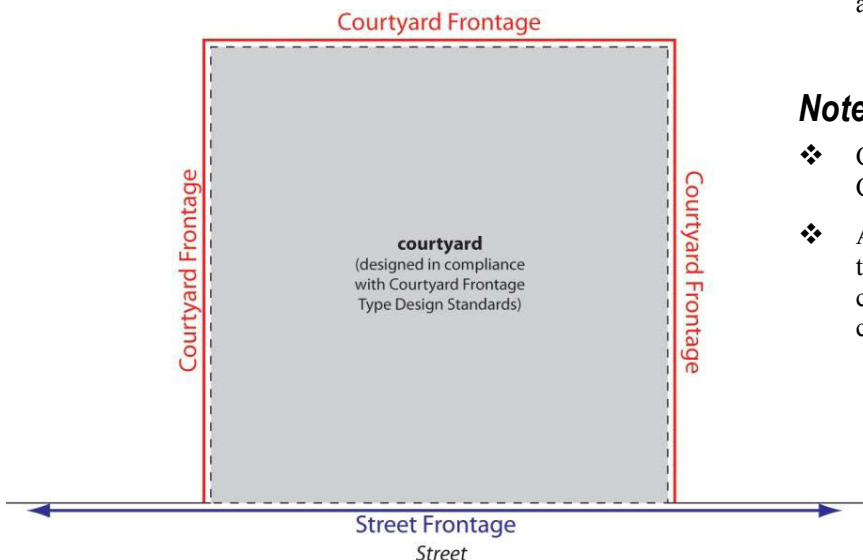 Courtyard Frontage
Courtyard Frontage
courtyard
(designed in compliance
with Courtyard Frontage
Type Design Standards)
Courtyard Frontage
Street Frontage
Street
a
Note
❖ C
C
❖ A
t
c
c